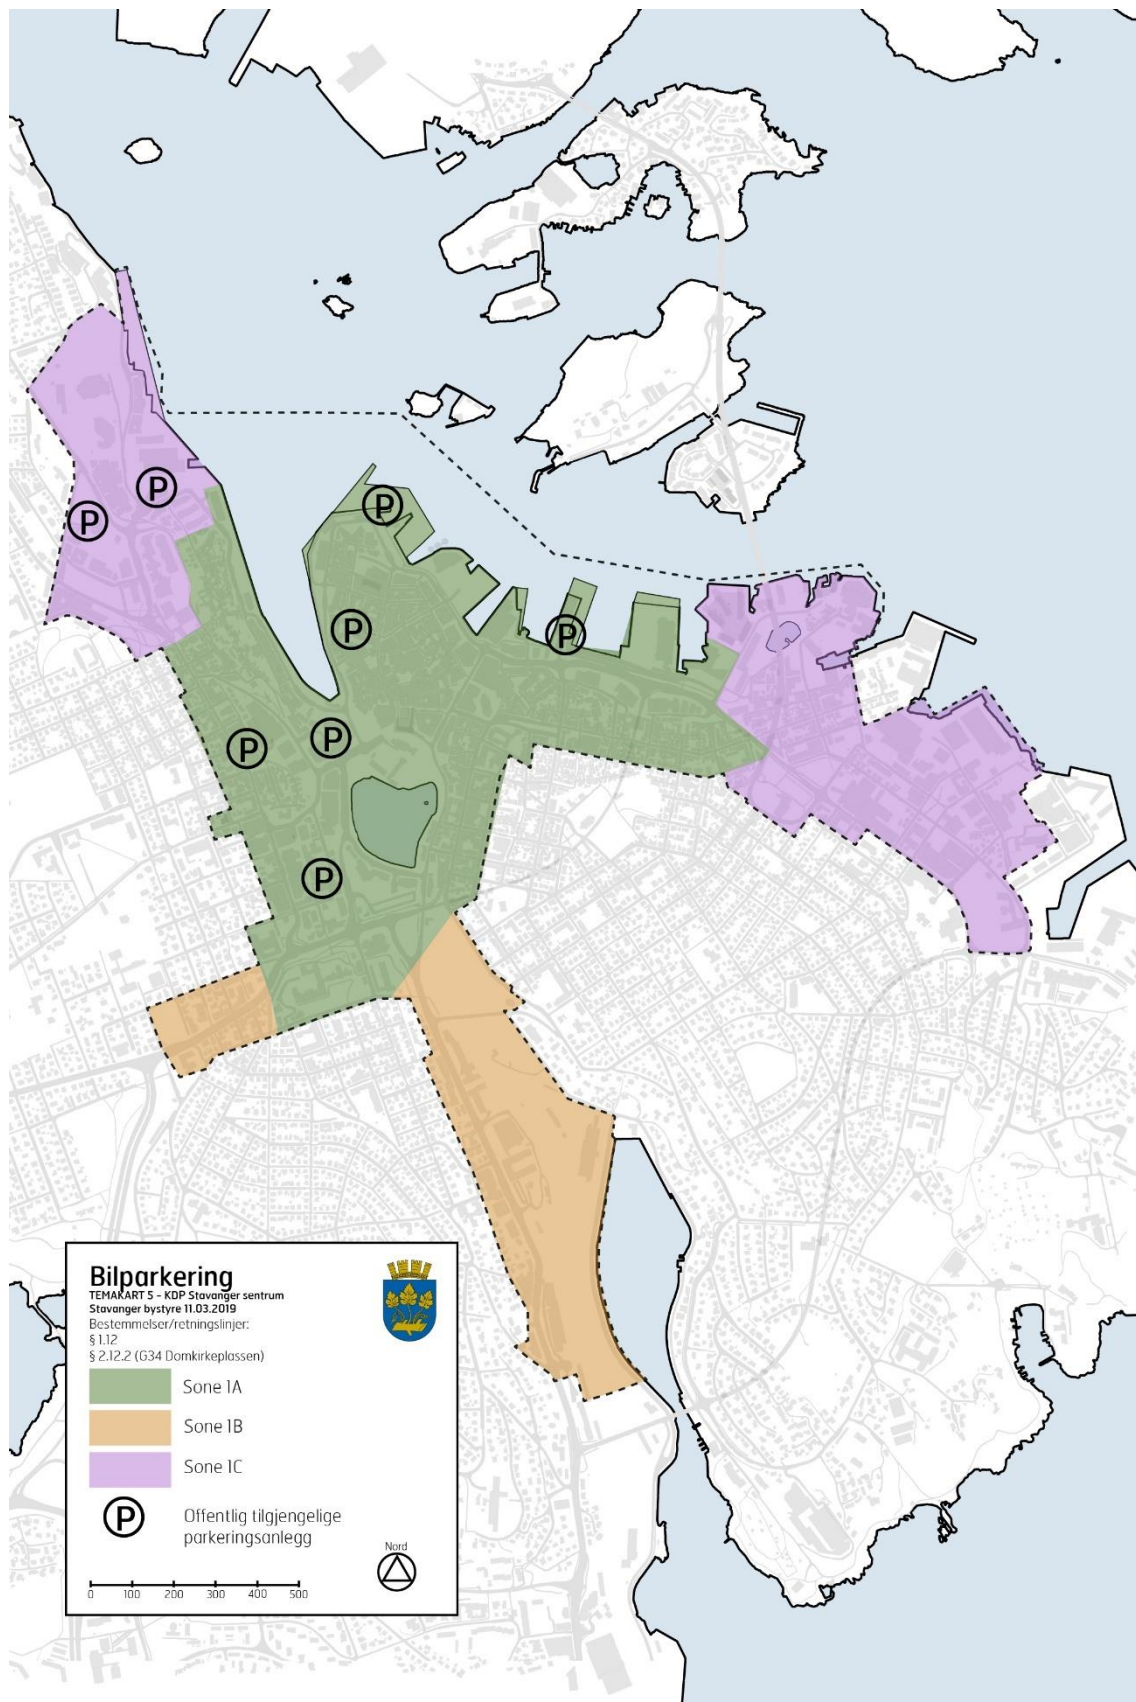 P
P
P
P
P
P
P
P
Bilparkering
TEMAKART 5 - KDP Stavanger sentrum
Stavanger bystyre 11.03.2019
Bestemmelser/retningslinjer:
§ 1.12
§ 2.12.2 (G34 Domkirkeplassen)
Sone 1A
Sone 1B
Sone 1C
P Offentlig tilgjengelige
parkeringsanlegg
Nord
0 100 200 300 400 500